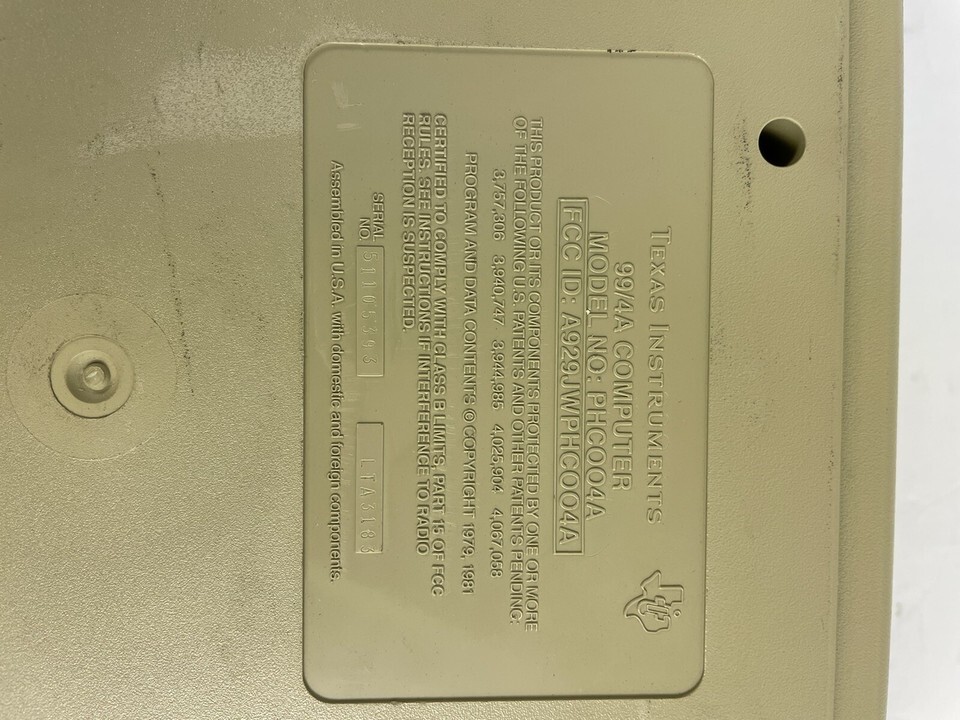 TEXAS INSTRUMENTS
99/4A COMPUTER
MODEL NO: PHC004A
FCC ID: A929JWPHC004A
THIS PRODUCT OR ITS COMPONENTS PROTECTED BY ONE OR MORE
OF THE FOLLOWING U.S. PATENTS AND OTHER PATENTS PENDING:
3,757,306 3,940,747 3,944,985 4,025,904 4,067,058
PROGRAM AND DATA CONTENTS © COPYRIGHT 1979, 1981
CERTIFIED TO COMPLY WITH CLASS B LIMITS, PART 15 OF FCC
RULES. SEE INSTRUCTIONS IF INTERFERENCE TO RADIO
RECEPTION IS SUSPECTED.
SERIAL
NO. LTA3183
Assembled in U.S.A. with domestic and foreign components.